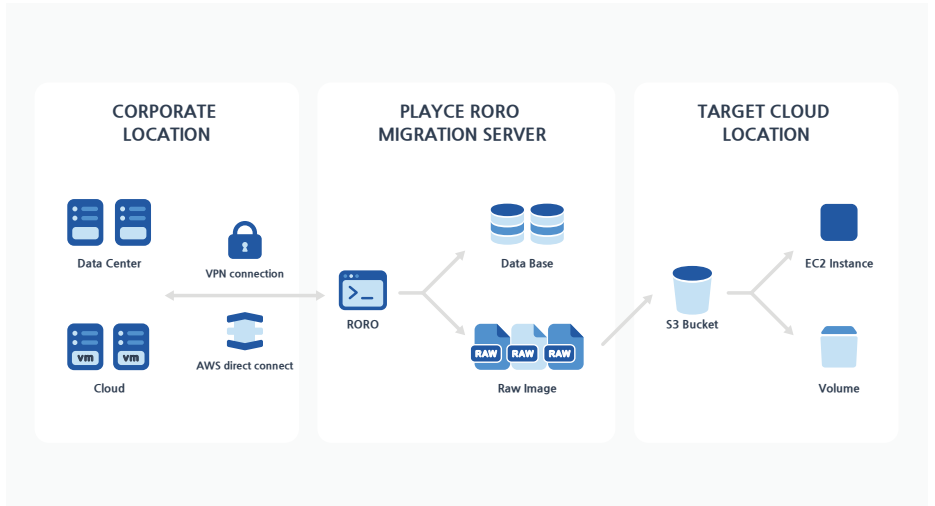 CORPORATE
LOCATION
Data Center
VPN connection
AWS direct connect
vm
vm
Cloud
PLAYCE RORO
MIGRATION SERVER
RORO
Data Base
RAW
RAW
RAW
Raw Image
TARGET CLOUD
LOCATION
S3 Bucket
EC2 Instance
Volume